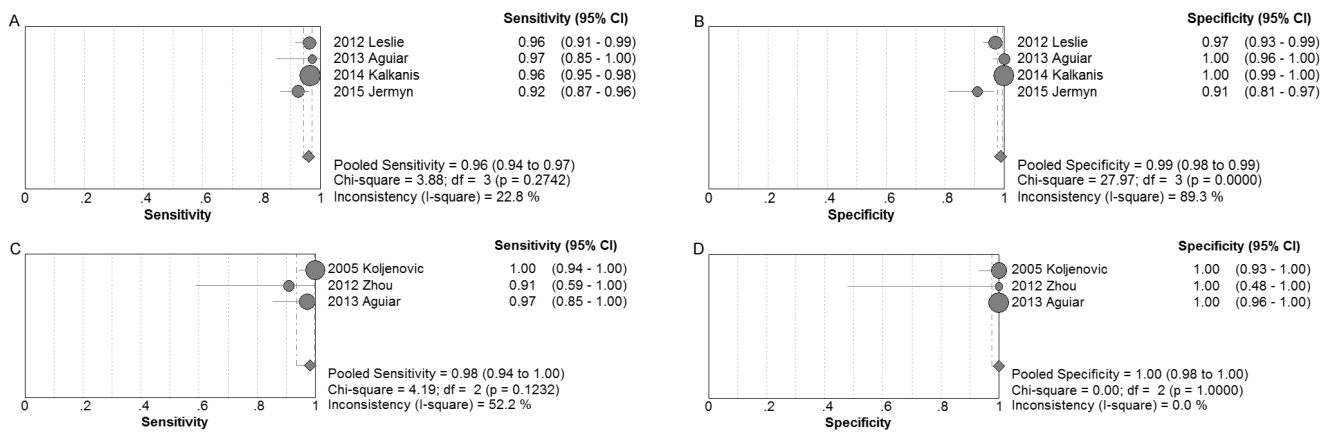 A
Sensitivity (95% CI)
2012 Leslie 0.96 (0.91 - 0.99)
2013 Aguiar 0.97 (0.85 - 1.00)
2014 Kalkanis 0.96 (0.95 - 0.98)
2015 Jermyn 0.92 (0.87 - 0.96)
Pooled Sensitivity = 0.96 (0.94 to 0.97)
Chi-square = 3.88; df = 3 (p = 0.2742)
Inconsistency (I-square) = 22.8 %
0 .2 .4 .6 .8 1
Sensitivity
B
Specificity (95% CI)
2012 Leslie 0.97 (0.93 - 0.99)
2013 Aguiar 1.00 (0.96 - 1.00)
2014 Kalkanis 1.00 (0.99 - 1.00)
2015 Jermyn 0.91 (0.81 - 0.97)
Pooled Specificity = 0.99 (0.98 to 0.99)
Chi-square = 27.97; df = 3 (p = 0.0000)
Inconsistency (I-square) = 89.3 %
0 .2 .4 .6 .8 1
Specificity
C
Sensitivity (95% CI)
2005 Koljenovic 1.00 (0.94 - 1.00)
2012 Zhou 0.91 (0.59 - 1.00)
2013 Aguiar 0.97 (0.85 - 1.00)
Pooled Sensitivity = 0.98 (0.94 to 1.00)
Chi-square = 4.19; df = 2 (p = 0.1232)
Inconsistency (I-square) = 52.2 %
0 .2 .4 .6 .8 1
Sensitivity
D
Specificity (95% CI)
2005 Koljenovic 1.00 (0.93 - 1.00)
2012 Zhou 1.00 (0.48 - 1.00)
2013 Aguiar 1.00 (0.96 - 1.00)
Pooled Specificity = 1.00 (0.98 to 1.00)
Chi-square = 0.00; df = 2 (p = 1.0000)
Inconsistency (I-square) = 0.0 %
0 .2 .4 .6 .8 1
Specificity